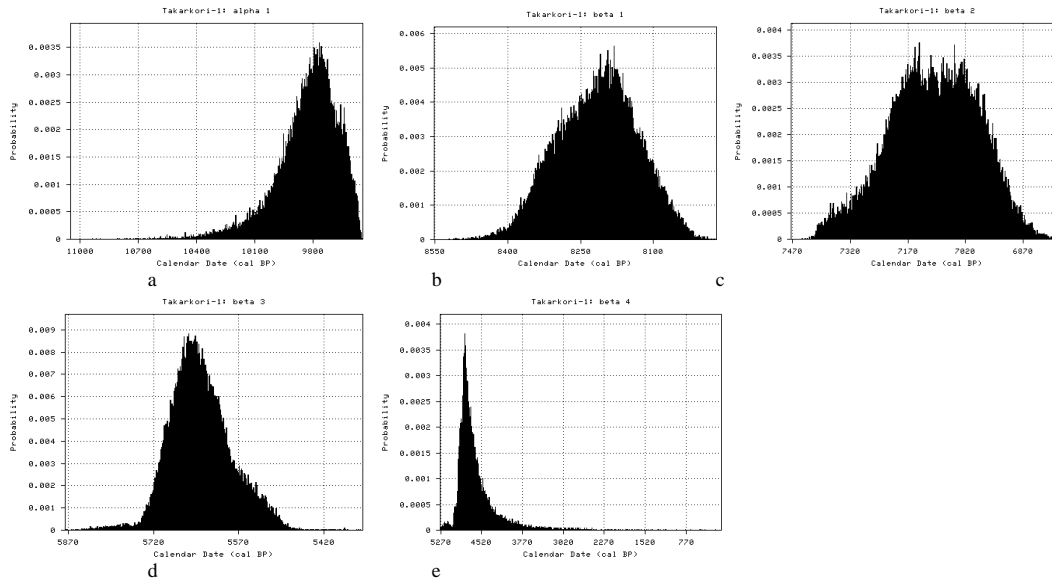 Takarkori-1: alpha 1
0.0035
0.003
0.0025
0.002
0.0015
0.001
0.0005
0
Probability
11000 10700 10400 10100 9800
Calendar Date (cal BP)
a
Takarkori-1: beta 1
0.006
0.005
0.004
0.003
0.002
0.001
0
Probability
8550 8400 8250 8100
Calendar Date (cal BP)
b
Takarkori-1: beta 2
0.004
0.0035
0.003
0.0025
0.002
0.0015
0.001
0.0005
0
Probability
7470 7320 7170 7020 6870
Calendar Date (cal BP)
c
Takarkori-1: beta 3
0.009
0.008
0.007
0.006
0.005
0.004
0.003
0.002
0.001
0
Probability
5870 5720 5570 5420
Calendar Date (cal BP)
d
Takarkori-1: beta 4
0.004
0.0035
0.003
0.0025
0.002
0.0015
0.001
0.0005
0
Probability
5270 4520 3770 3020 2270 1520 770
Calendar Date (cal BP)
e